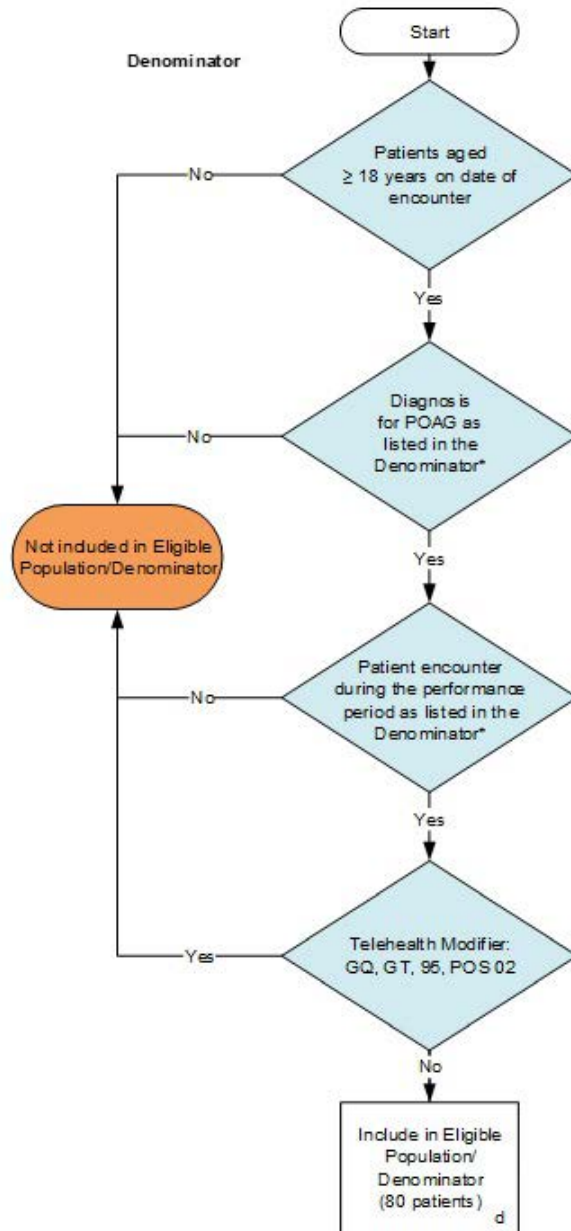 Start
Denominator
Patients aged
≥ 18 years on date of
encounter
No
Yes
Diagnosis
for POAG as
listed in the
Denominator*
No
Not included in Eligible
Population/Denominator
Yes
Patient encounter
during the performance
period as listed in the
Denominator*
No
Yes
Telehealth Modifier:
GQ, GT, 95, POS 02
Yes
No
Include in Eligible
Population/
Denominator
(80 patients)
d